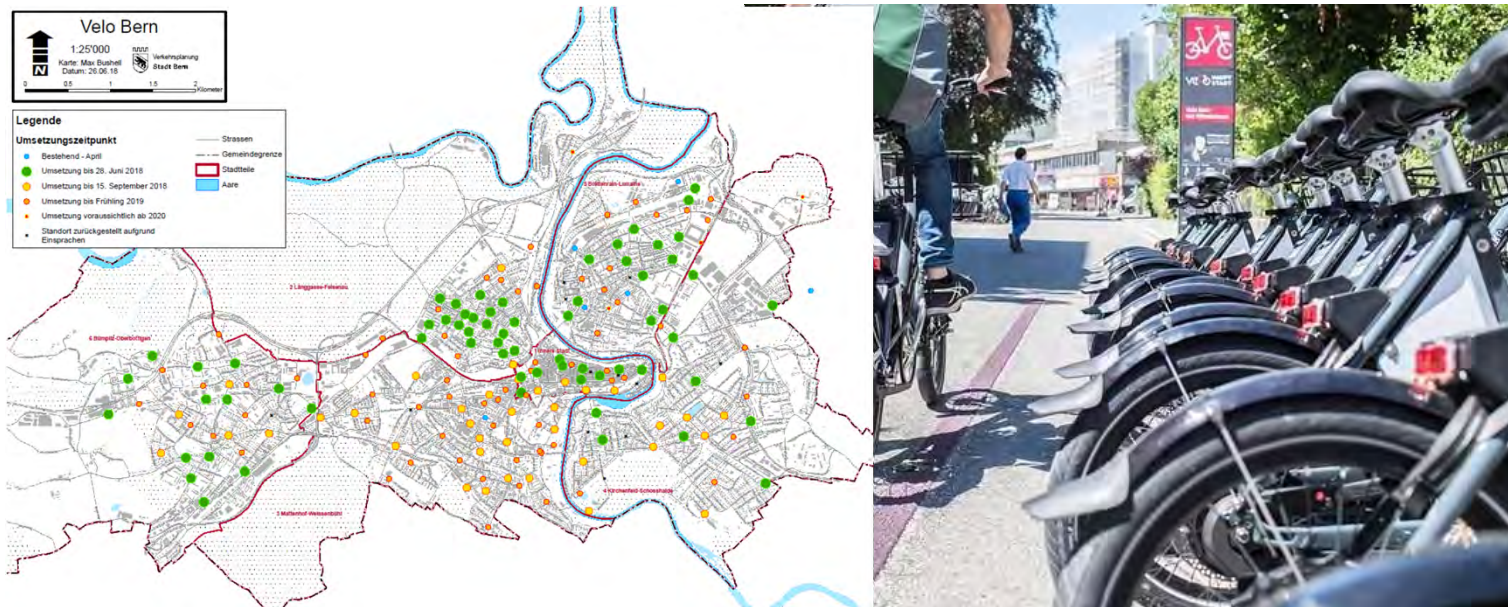 Velo Bern
1:25'000
Karte: Max Bushell
Datum: 26.06.18
Verkehrsplanung
Stadt Bern
N
0 0.5 1 1.5 2
Kilometer
Legende
Umsetzungszeitpunkt
Bestehend - April
Umsetzung bis 28. Juni 2018
Umsetzung bis 15. September 2018
Umsetzung bis Frühling 2019
Umsetzung voraussichtlich ab 2020
Standort zurückgestellt aufgrund
Einsprachen
Strassen
Gemeindegrenze
Stadtteile
Aare
5 Breitenrain-Lorraine
2 Länggasse-Felsenau
6 Bümpliz-Oberbottigen
1 Innere Stadt
4 Kirchenfeld-Schosshalde
3 Mattenhof-Weissenbühl
HAUPT
STADT